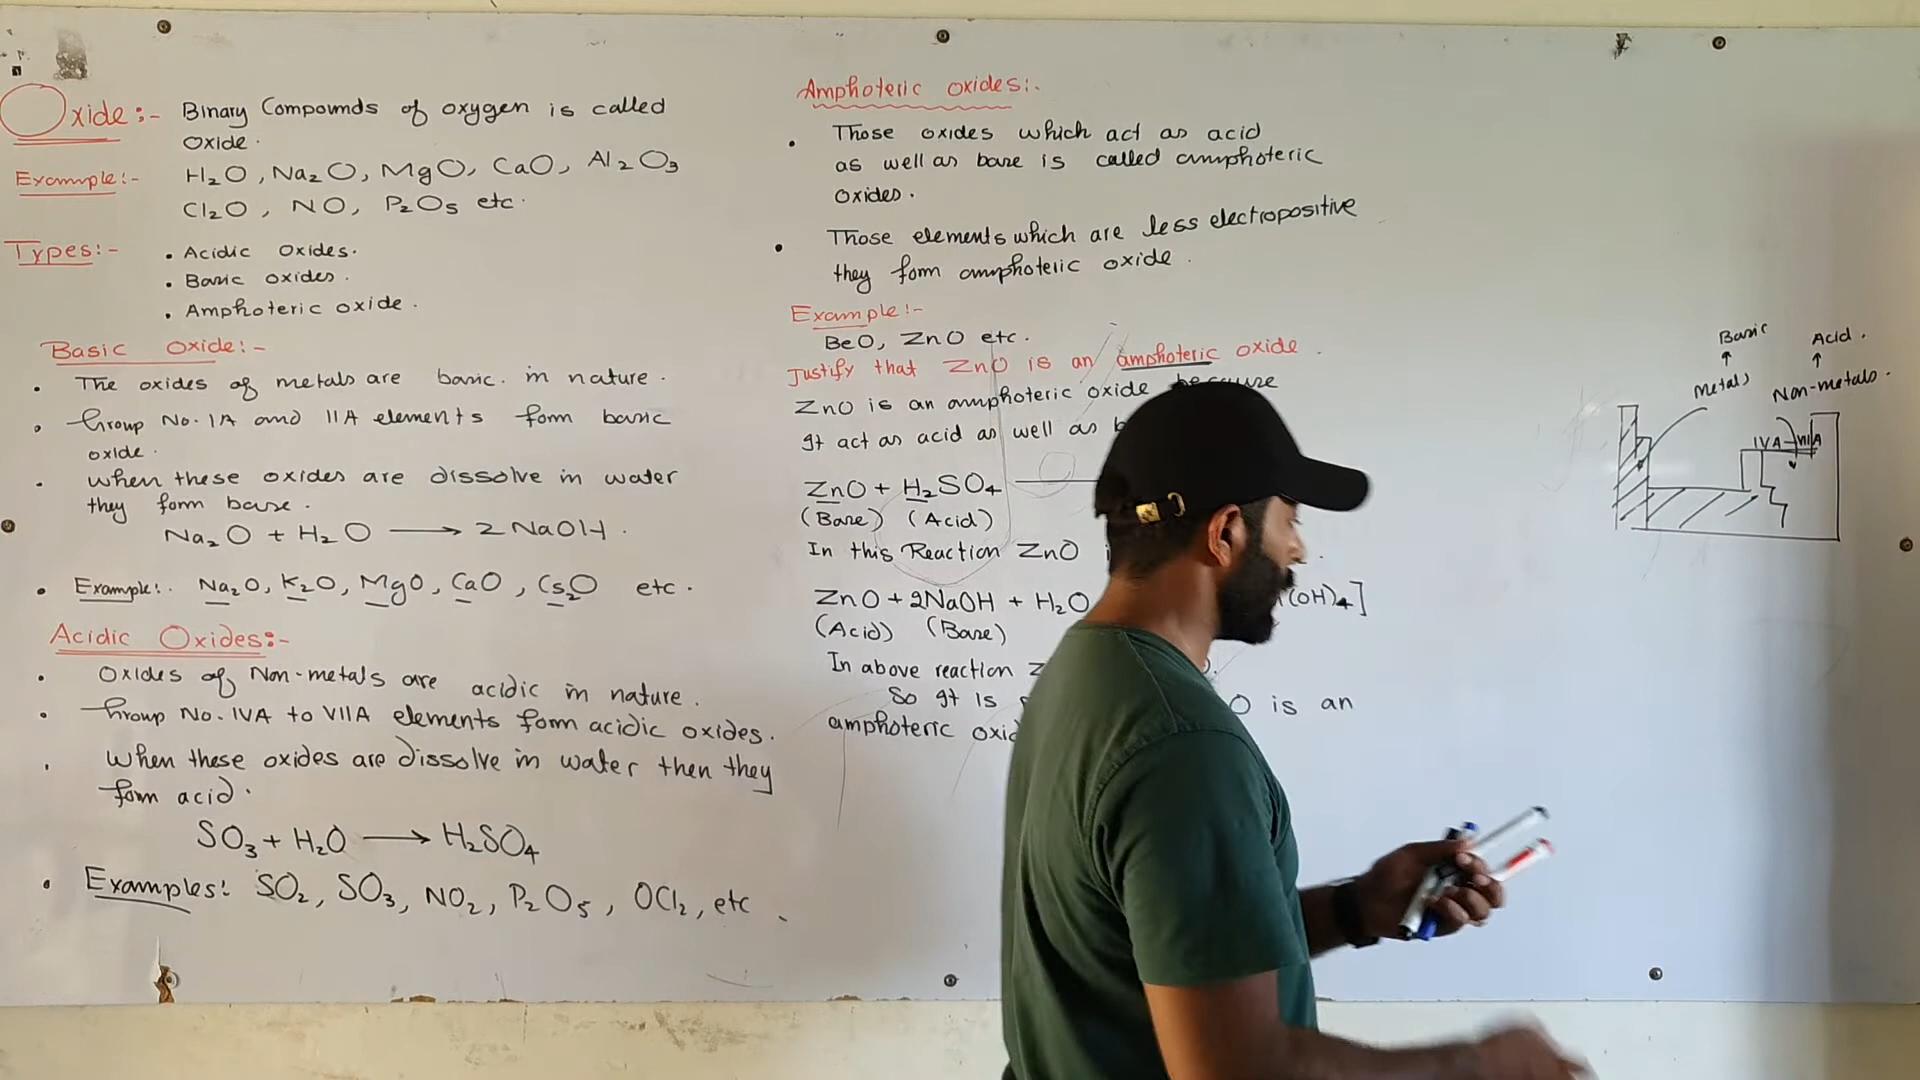 Oxide:- Binary Compounds of oxygen is called
oxide.
Example:- H₂O, Na₂O, MgO, CaO, Al₂O₃
Cl₂O, NO, P₂O₅ etc.
Types:- • Acidic oxides.
• Basic oxides.
• Amphoteric oxide.
Basic oxide:-
• The oxides of metals are basic. in nature.
• Group No. IA and IIA elements form basic
oxide.
• when these oxides are dissolve in water
they form base.
Na₂O + H₂O ⟶ 2 NaOH.
• Example:. Na₂O, K₂O, MgO, CaO, Cs₂O etc.
Acidic Oxides:-
• Oxides of Non-metals are acidic in nature.
• Group No. IVA to VIIA elements form acidic oxides.
• when these oxides are dissolve in water then they
form acid.
SO₃ + H₂O ⟶ H₂SO₄
• Examples: SO₂, SO₃, NO₂, P₂O₅, OCl₂, etc.
Amphoteric oxides:-
• Those oxides which act as acid
as well as base is called amphoteric
oxides.
• Those elements which are less electropositive
they form amphoteric oxide.
Example:-
BeO, ZnO etc.
Justify that ZnO is an amphoteric oxide.
ZnO is an amphoteric oxide because
It act as acid as well as
ZnO + H₂SO₄
(Base) (Acid)
In this Reaction ZnO
ZnO + 2NaOH + H₂O (OH)₄]
(Acid) (Base)
In above reaction
So It is O is an
amphoteric
Basic Acid.
Metals Non-metals.
IVA-VIIA